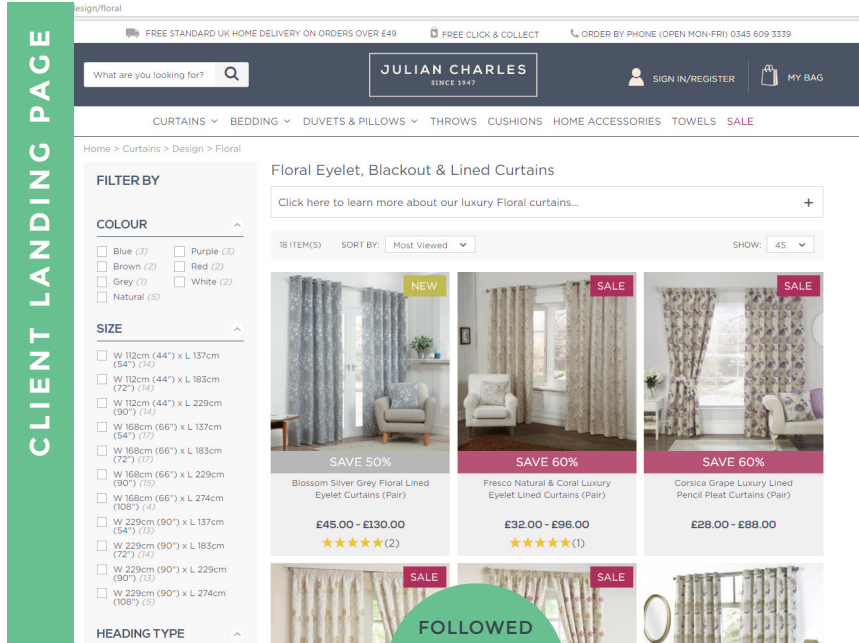 esign/floral
CLIENT LANDING PAGE
FREE STANDARD UK HOME DELIVERY ON ORDERS OVER £49
FREE CLICK & COLLECT
ORDER BY PHONE (OPEN MON-FRI) 0345 609 3339
What are you looking for?
JULIAN CHARLES
SINCE 1947
SIGN IN/REGISTER
MY BAG
CURTAINS BEDDING DUVETS & PILLOWS THROWS CUSHIONS HOME ACCESSORIES TOWELS SALE
Home > Curtains > Design > Floral
FILTER BY
COLOUR
Blue (3) Purple (3)
Brown (2) Red (2)
Grey (1) White (2)
Natural (5)
SIZE
W 112cm (44") x L 137cm
(54") (14)
W 112cm (44") x L 183cm
(72") (14)
W 112cm (44") x L 229cm
(90") (14)
W 168cm (66") x L 137cm
(54") (17)
W 168cm (66") x L 183cm
(72") (17)
W 168cm (66") x L 229cm
(90") (15)
W 168cm (66") x L 274cm
(108") (4)
W 229cm (90") x L 137cm
(54") (13)
W 229cm (90") x L 183cm
(72") (14)
W 229cm (90") x L 229cm
(90") (13)
W 229cm (90") x L 274cm
(108") (5)
HEADING TYPE
Floral Eyelet, Blackout & Lined Curtains
Click here to learn more about our luxury Floral curtains... +
18 ITEM(S) SORT BY: Most Viewed SHOW: 45
NEW
SAVE 50%
Blossom Silver Grey Floral Lined
Eyelet Curtains (Pair)
£45.00 - £130.00
(2)
SALE
SAVE 60%
Fresco Natural & Coral Luxury
Eyelet Lined Curtains (Pair)
£32.00 - £96.00
(1)
SALE
SAVE 60%
Corsica Grape Luxury Lined
Pencil Pleat Curtains (Pair)
£28.00 - £88.00
SALE
SALE
FOLLOWED